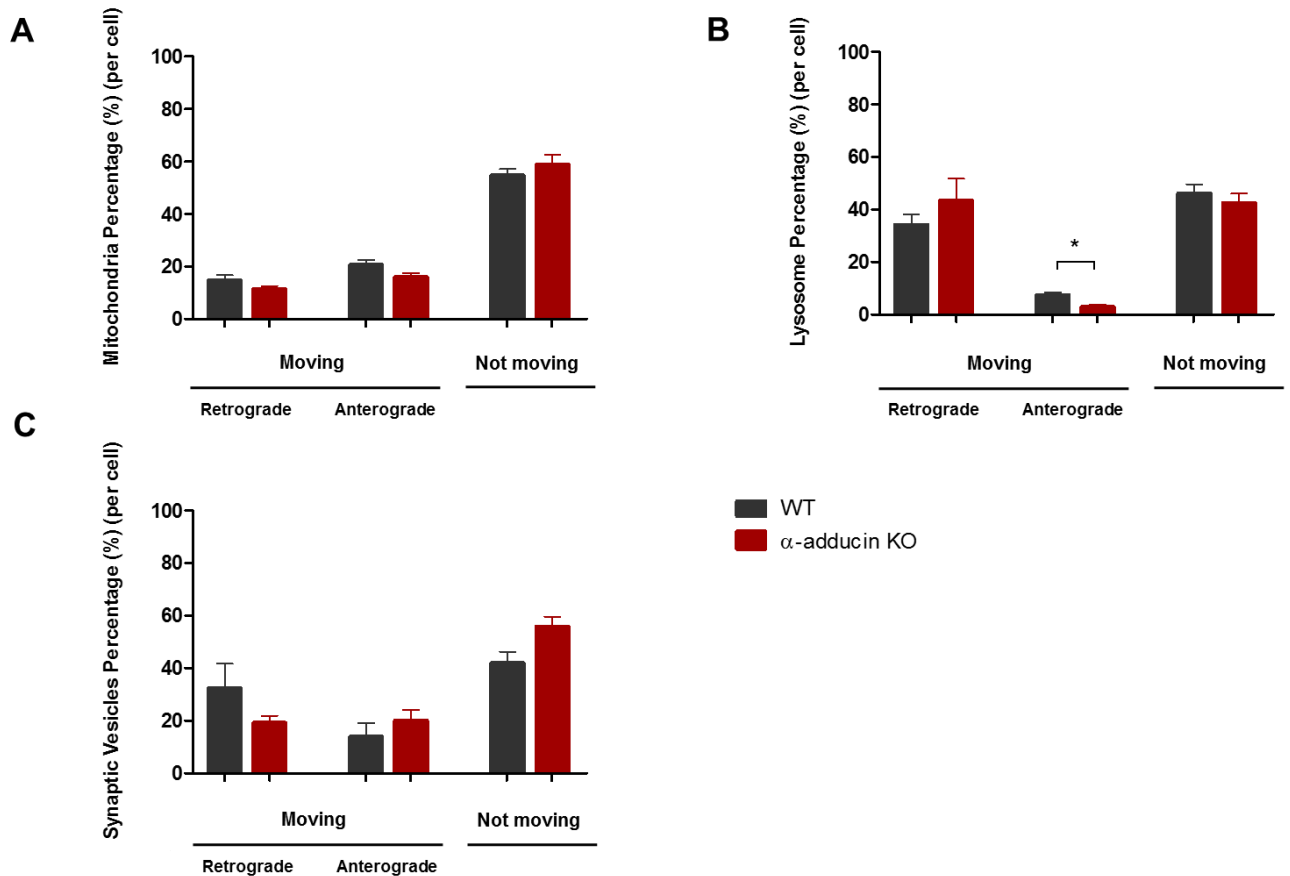 A
Mitochondria Percentage (%) (per cell)
100
80
60
40
20
0
Moving
Not moving
Retrograde
Anterograde
B
Lysosome Percentage (%) (per cell)
100
80
60
40
20
0
*
Moving
Not moving
Retrograde
Anterograde
C
Synaptic Vesicles Percentage (%) (per cell)
100
80
60
40
20
0
Moving
Not moving
Retrograde
Anterograde
WT
α-adducin KO